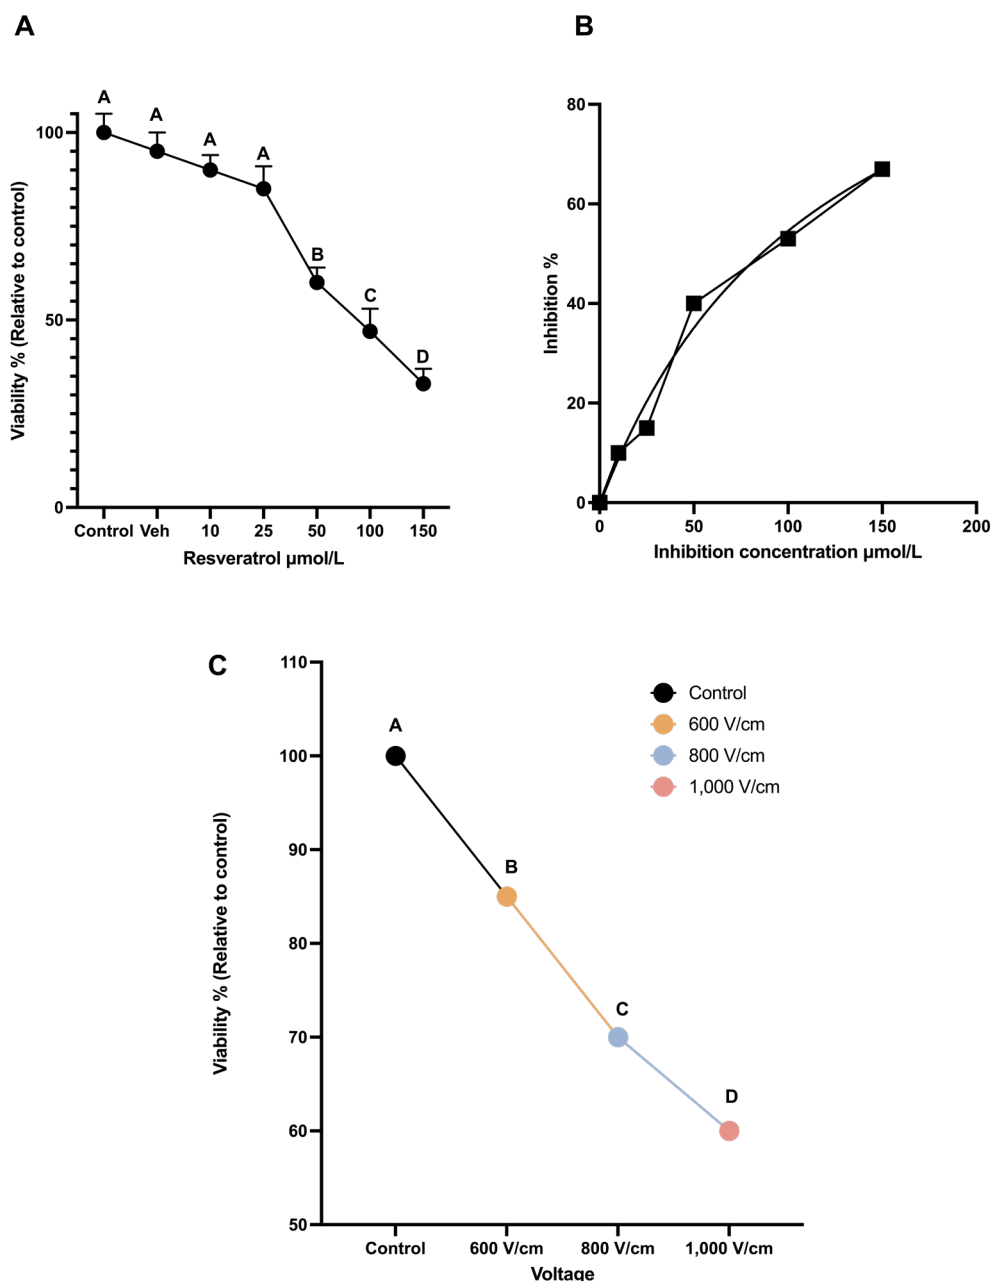 A
B
A
A
A
A
B
C
D
100
50
0
Viability % (Relative to control)
Control Veh 10 25 50 100 150
Resveratrol µmol/L
80
60
40
20
0
Inhibition %
0 50 100 150 200
Inhibition concentration µmol/L
C
110
100
90
80
70
60
50
Viability % (Relative to control)
A
B
C
D
Control
600 V/cm
800 V/cm
1,000 V/cm
Control 600 V/cm 800 V/cm 1,000 V/cm
Voltage